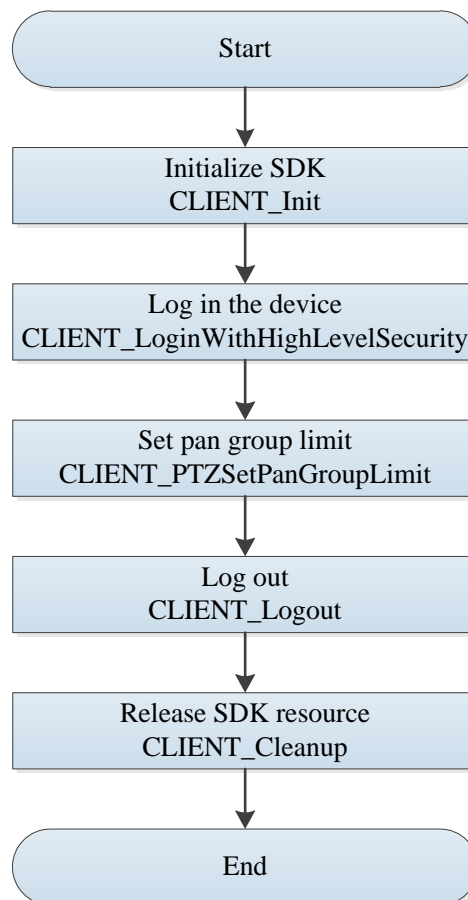 Start
Initialize SDK
CLIENT_Init
Log in the device
CLIENT_LoginWithHighLevelSecurity
Set pan group limit
CLIENT_PTZSetPanGroupLimit
Log out
CLIENT_Logout
Release SDK resource
CLIENT_Cleanup
End